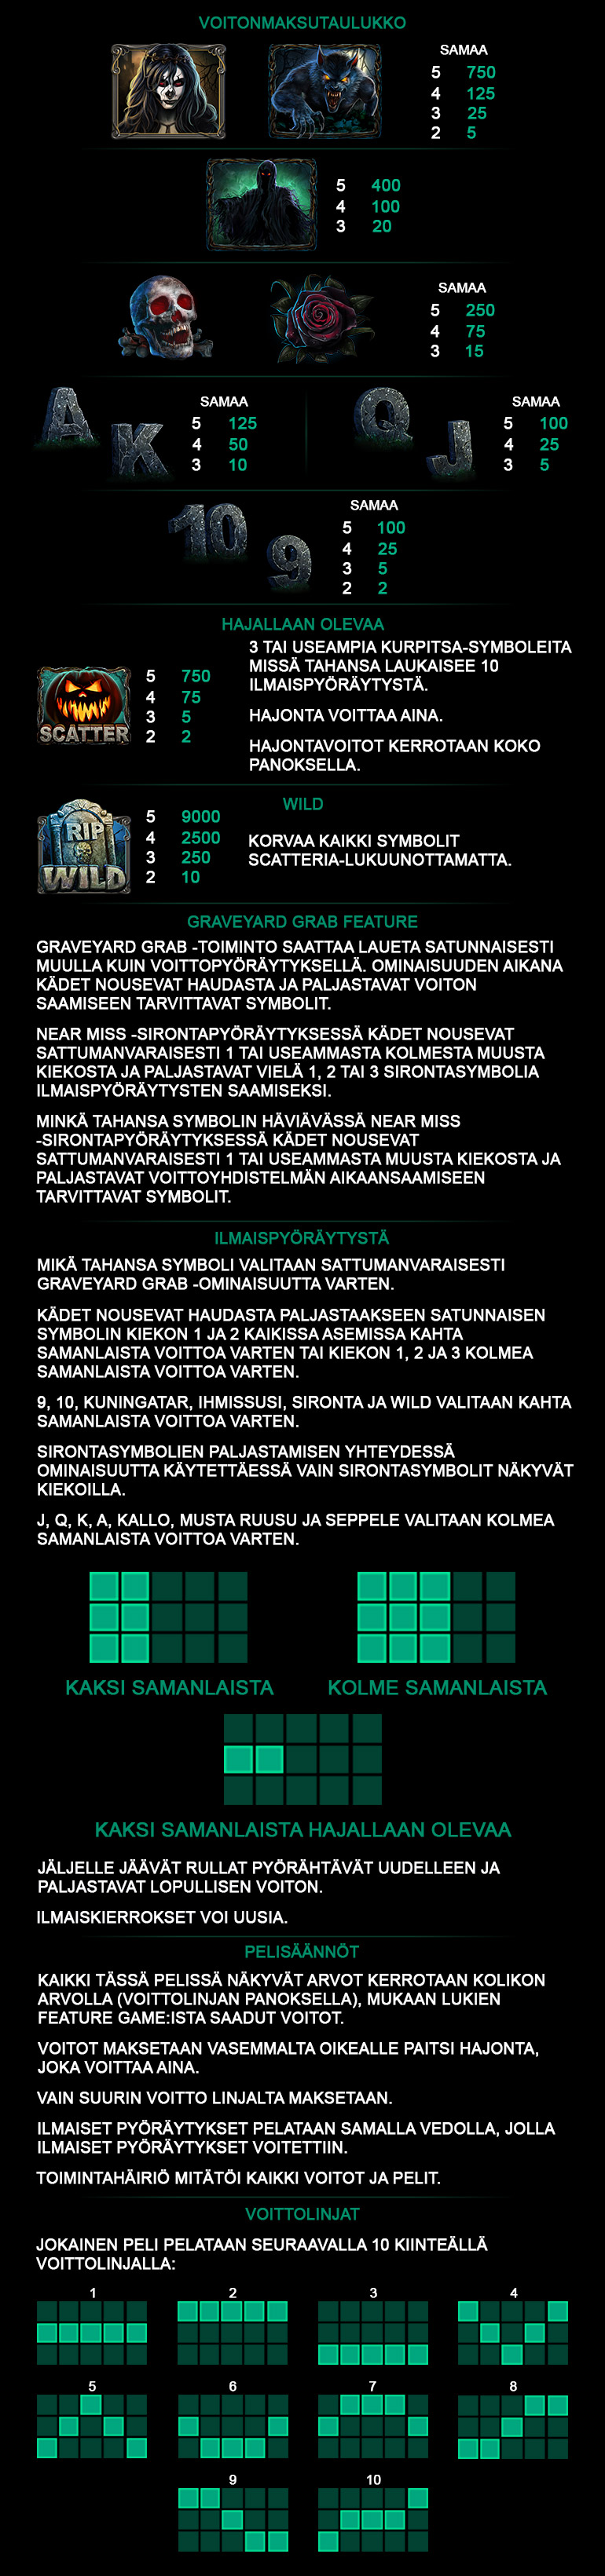 VOITONMAKSUTAULUKKO
SAMAA
5 750
4 125
3 25
2 5
5 400
4 100
3 20
SAMAA
5 250
4 75
3 15
A K
SAMAA
5 125
4 50
3 10
Q J
SAMAA
5 100
4 25
3 5
10 9
SAMAA
5 100
4 25
3 5
2 2
HAJALLAAN OLEVAA
SCATTER
5 750
4 75
3 5
2 2
3 TAI USEAMPIA KURPITSA-SYMBOLEITA
MISSÄ TAHANSA LAUKAISEE 10
ILMAISPYÖRÄYTYSTÄ.
HAJONTA VOITTAA AINA.
HAJONTAVOITOT KERROTAAN KOKO
PANOKSELLA.
RIP
WILD
5 9000
4 2500
3 250
2 10
WILD
KORVAA KAIKKI SYMBOLIT
SCATTERIA-LUKUUNOTTAMATTA.
GRAVEYARD GRAB FEATURE
GRAVEYARD GRAB -TOIMINTO SAATTAA LAUETA SATUNNAISESTI
MUULLA KUIN VOITTOPYÖRÄYTYKSELLÄ. OMINAISUUDEN AIKANA
KÄDET NOUSEVAT HAUDASTA JA PALJASTAVAT VOITON
SAAMISEEN TARVITTAVAT SYMBOLIT.
NEAR MISS -SIRONTAPYÖRÄYTYKSESSÄ KÄDET NOUSEVAT
SATTUMANVARAISESTI 1 TAI USEAMMASTA KOLMESTA MUUSTA
KIEKOSTA JA PALJASTAVAT VIELÄ 1, 2 TAI 3 SIRONTASYMBOLIA
ILMAISPYÖRÄYTYSTEN SAAMISEKSI.
MINKÄ TAHANSA SYMBOLIN HÄVIÄVÄSSÄ NEAR MISS
-SIRONTAPYÖRÄYTYKSESSÄ KÄDET NOUSEVAT
SATTUMANVARAISESTI 1 TAI USEAMMASTA MUUSTA KIEKOSTA JA
PALJASTAVAT VOITTOYHDISTELMÄN AIKAANSAAMISEEN
TARVITTAVAT SYMBOLIT.
ILMAISPYÖRÄYTYSTÄ
MIKÄ TAHANSA SYMBOLI VALITAAN SATTUMANVARAISESTI
GRAVEYARD GRAB -OMINAISUUTTA VARTEN.
KÄDET NOUSEVAT HAUDASTA PALJASTAAKSEEN SATUNNAISEN
SYMBOLIN KIEKON 1 JA 2 KAIKISSA ASEMISSA KAHTA
SAMANLAISTA VOITTOA VARTEN TAI KIEKON 1, 2 JA 3 KOLMEA
SAMANLAISTA VOITTOA VARTEN.
9, 10, KUNINGATAR, IHMISSUSI, SIRONTA JA WILD VALITAAN KAHTA
SAMANLAISTA VOITTOA VARTEN.
SIRONTASYMBOLIEN PALJASTAMISEN YHTEYDESSÄ
OMINAISUUTTA KÄYTETTÄESSÄ VAIN SIRONTASYMBOLIT NÄKYVÄT
KIEKOILLA.
J, Q, K, A, KALLO, MUSTA RUUSU JA SEPPELE VALITAAN KOLMEA
SAMANLAISTA VOITTOA VARTEN.
KAKSI SAMANLAISTA
KOLME SAMANLAISTA
KAKSI SAMANLAISTA HAJALLAAN OLEVAA
JÄLJELLE JÄÄVÄT RULLAT PYÖRÄHTÄVÄT UUDELLEEN JA
PALJASTAVAT LOPULLISEN VOITON.
ILMAISKIERROKSET VOI UUSIA.
PELISÄÄNNÖT
KAIKKI TÄSSÄ PELISSÄ NÄKYVÄT ARVOT KERROTAAN KOLIKON
ARVOLLA (VOITTOLINJAN PANOKSELLA), MUKAAN LUKIEN
FEATURE GAME:ISTA SAADUT VOITOT.
VOITOT MAKSETAAN VASEMMALTA OIKEALLE PAITSI HAJONTA,
JOKA VOITTAA AINA.
VAIN SUURIN VOITTO LINJALTA MAKSETAAN.
ILMAISET PYÖRÄYTYKSET PELATAAN SAMALLA VEDOLLA, JOLLA
ILMAISET PYÖRÄYTYKSET VOITETTIIN.
TOIMINTAHÄIRIÖ MITÄTÖI KAIKKI VOITOT JA PELIT.
VOITTOLINJAT
JOKAINEN PELI PELATAAN SEURAAVALLA 10 KIINTEÄLLÄ
VOITTOLINJALLA:
1 2 3 4
5 6 7 8
9 10